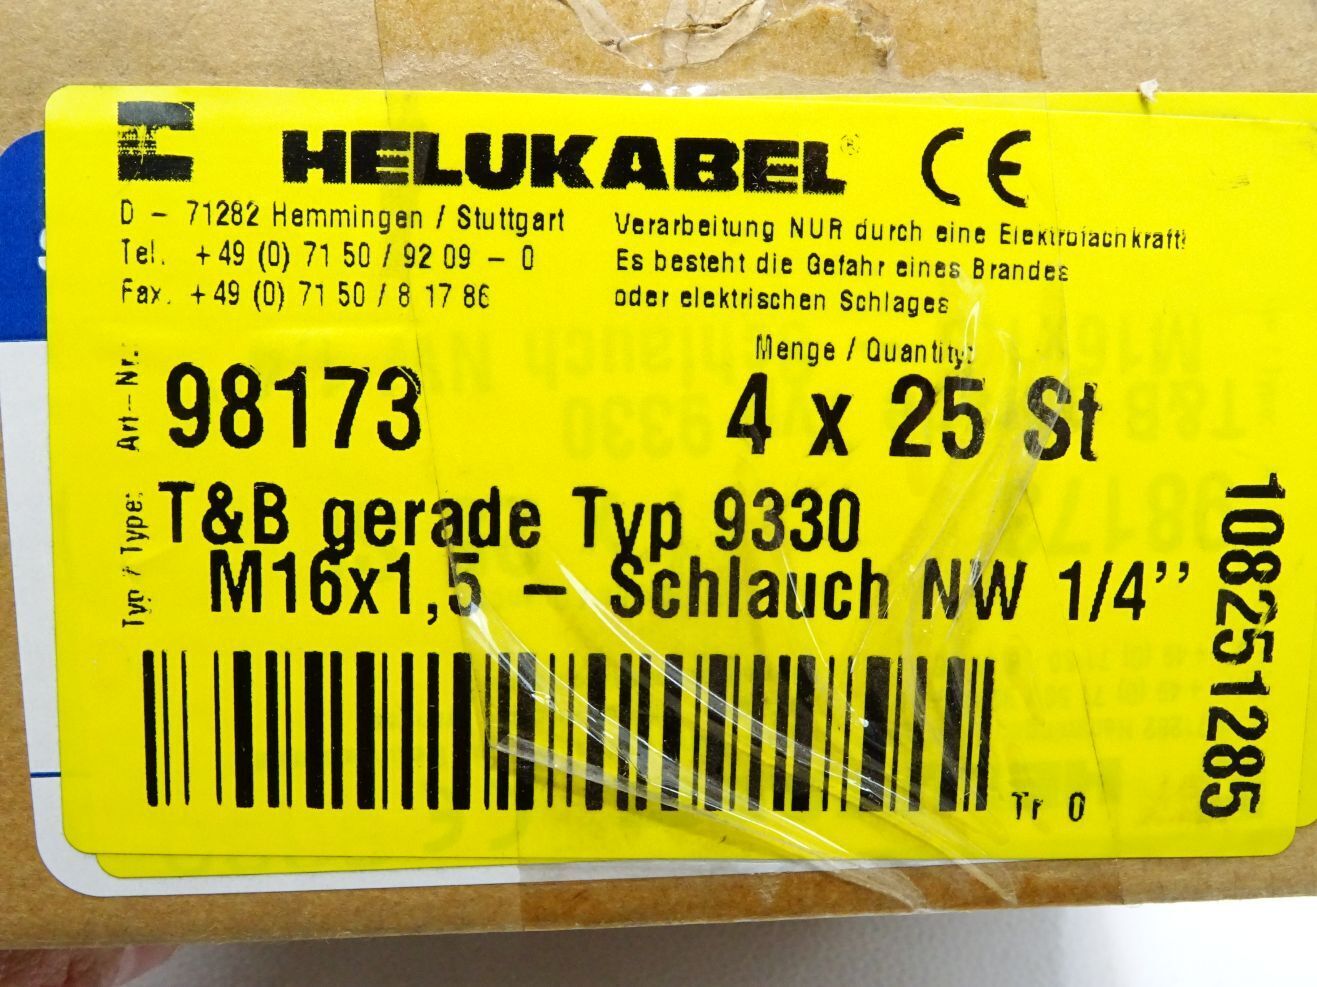 HELUKABEL® CE
D - 71282 Hemmingen / Stuttgart
Tel. +49 (0) 71 50 / 92 09 - 0
Fax. +49 (0) 71 50 / 8 17 86
Verarbeitung NUR durch eine Elektrofachkraft!
Es besteht die Gefahr eines Brandes
oder elektrischen Schlages
Menge / Quantity:
Art-Nr.: 98173
4 x 25 St
Typ / Type: T&B gerade Typ 9330
M16x1,5 - Schlauch NW 1/4”
Tr 0
108251285